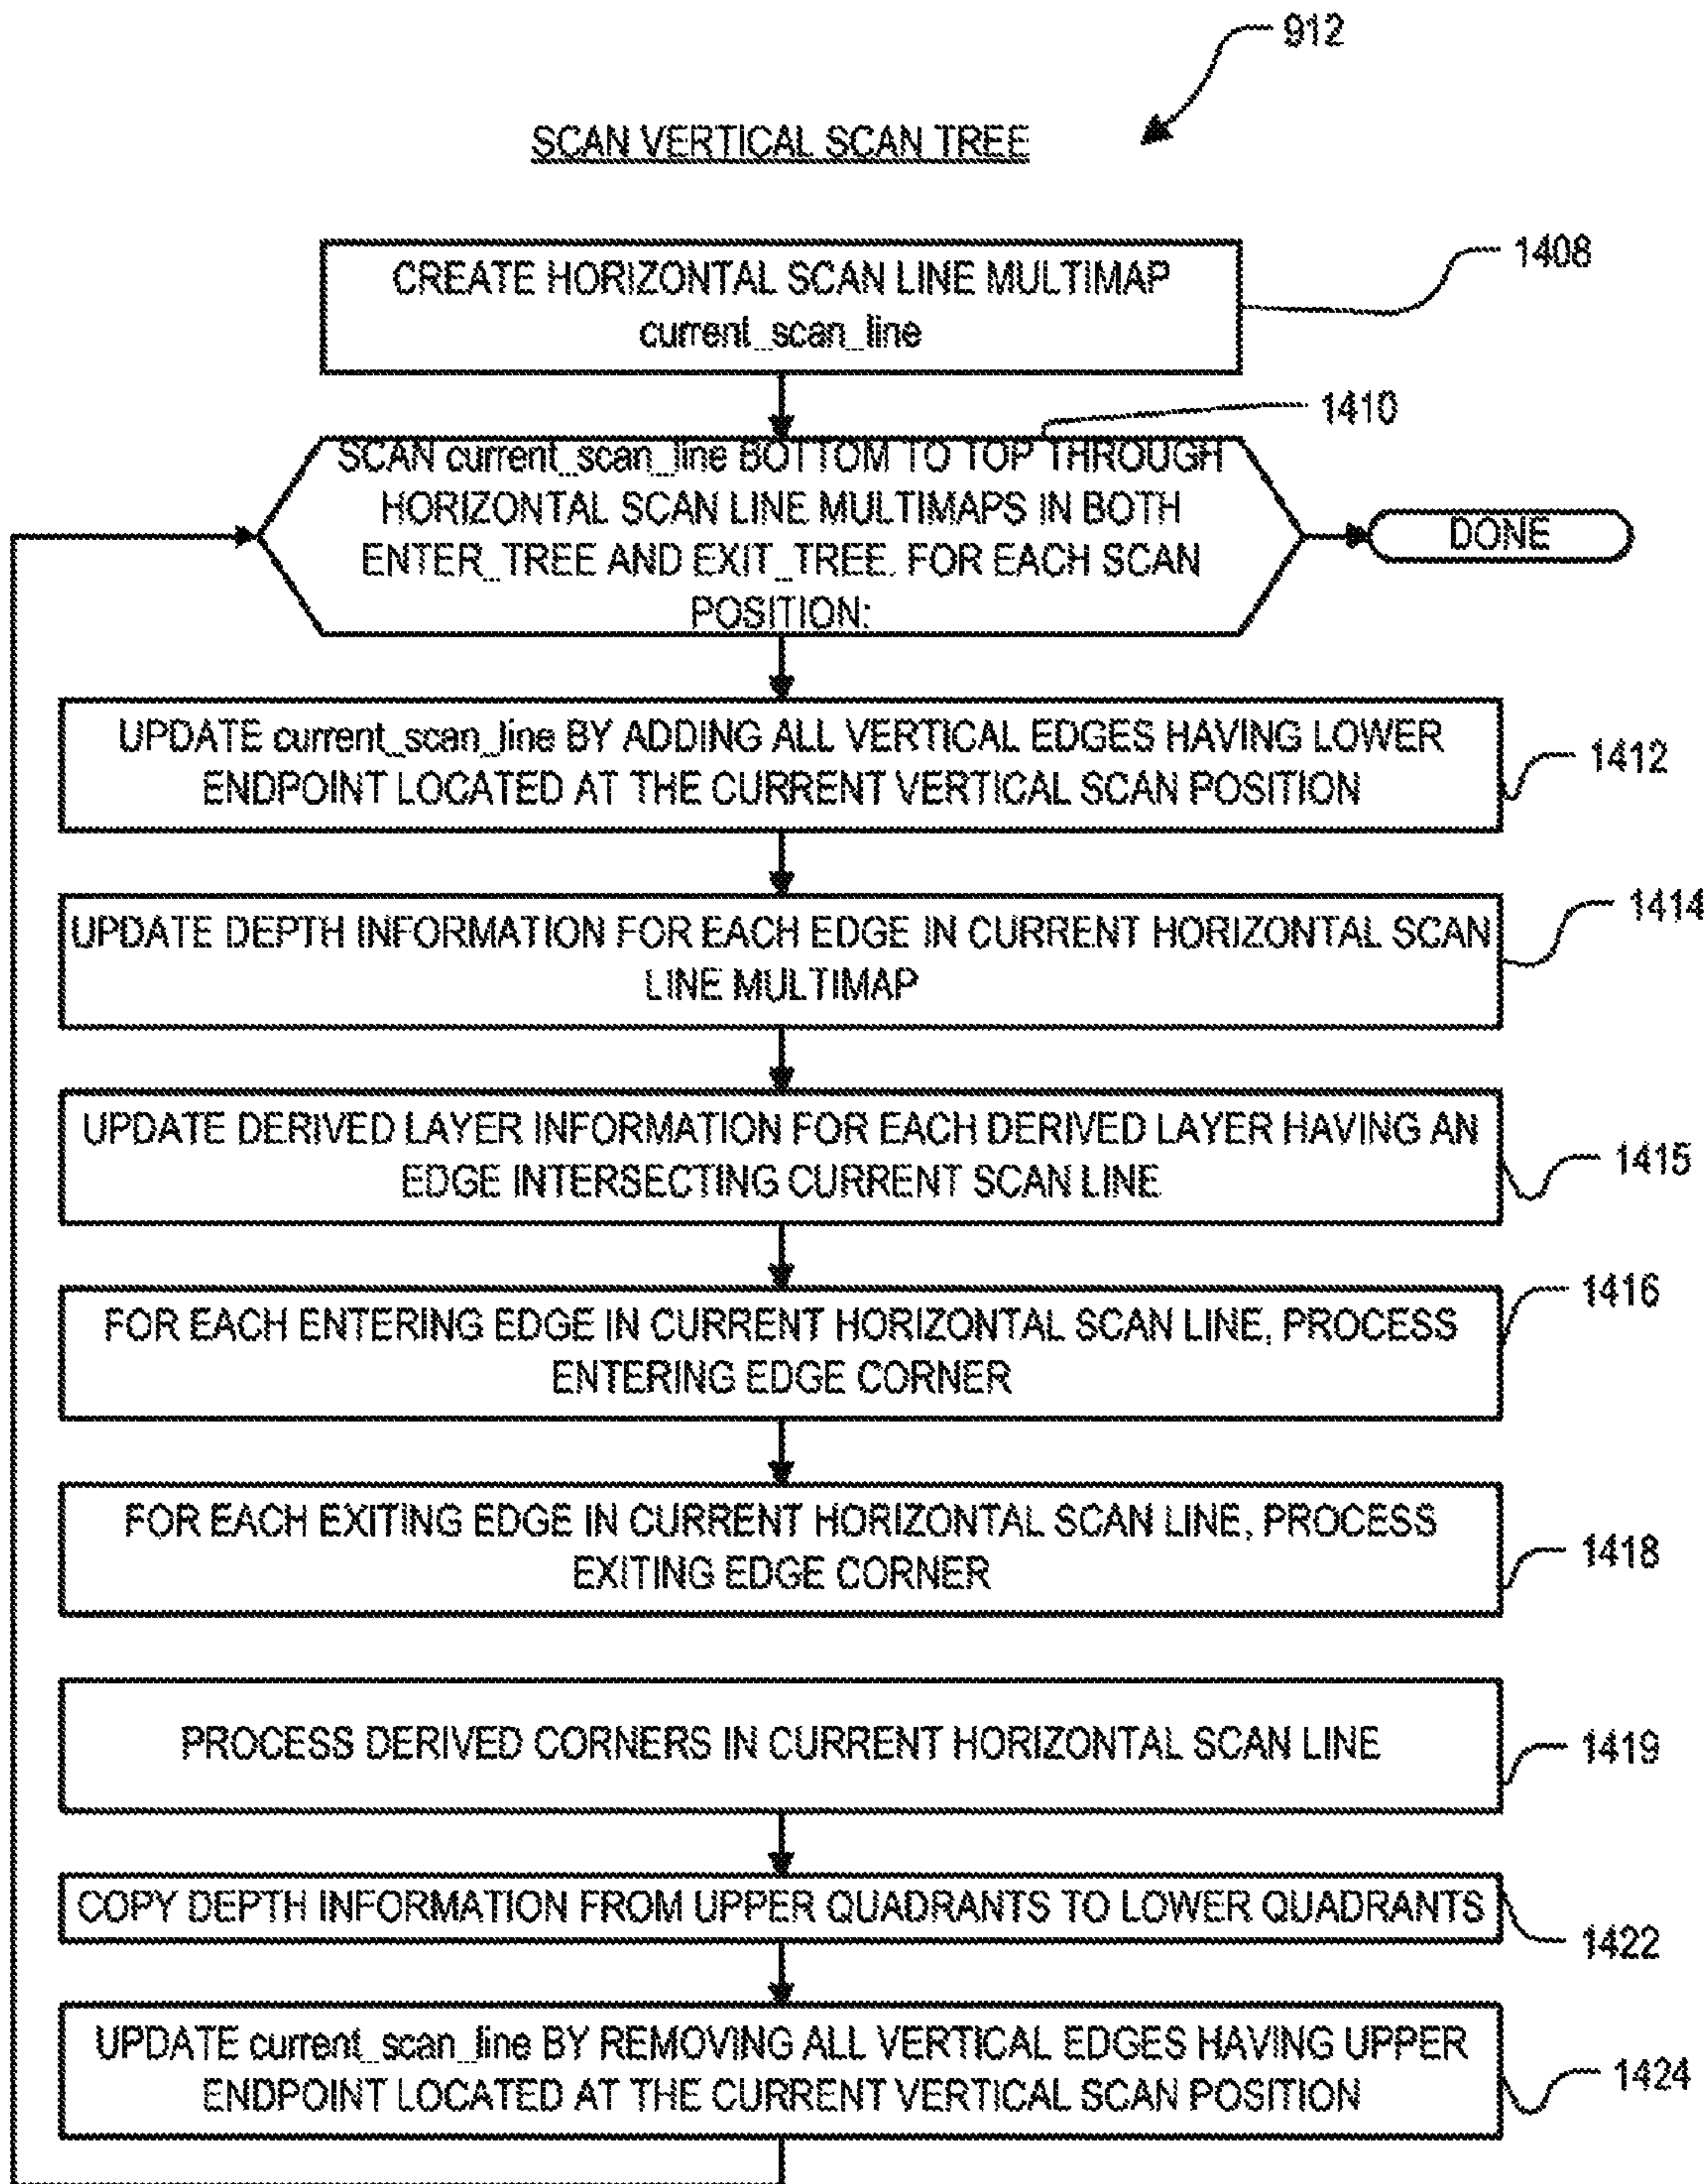 912
SCAN VERTICAL SCAN TREE
CREATE HORIZONTAL SCAN LINE MULTIMAP
current_scan_line
1408
1410
SCAN current_scan_line BOTTOM TO TOP THROUGH
HORIZONTAL SCAN LINE MULTIMAPS IN BOTH
ENTER_TREE AND EXIT_TREE. FOR EACH SCAN
POSITION:
DONE
UPDATE current_scan_line BY ADDING ALL VERTICAL EDGES HAVING LOWER
ENDPOINT LOCATED AT THE CURRENT VERTICAL SCAN POSITION
1412
UPDATE DEPTH INFORMATION FOR EACH EDGE IN CURRENT HORIZONTAL SCAN
LINE MULTIMAP
1414
UPDATE DERIVED LAYER INFORMATION FOR EACH DERIVED LAYER HAVING AN
EDGE INTERSECTING CURRENT SCAN LINE
1415
FOR EACH ENTERING EDGE IN CURRENT HORIZONTAL SCAN LINE, PROCESS
ENTERING EDGE CORNER
1416
FOR EACH EXITING EDGE IN CURRENT HORIZONTAL SCAN LINE, PROCESS
EXITING EDGE CORNER
1418
PROCESS DERIVED CORNERS IN CURRENT HORIZONTAL SCAN LINE
1419
COPY DEPTH INFORMATION FROM UPPER QUADRANTS TO LOWER QUADRANTS
1422
UPDATE current_scan_line BY REMOVING ALL VERTICAL EDGES HAVING UPPER
ENDPOINT LOCATED AT THE CURRENT VERTICAL SCAN POSITION
1424